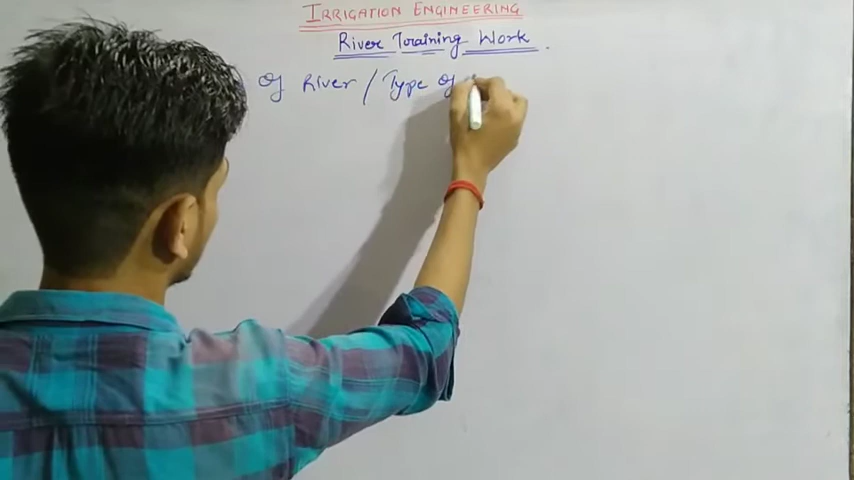 IRRIGATION ENGINEERING
River Training Work.
of River / Type of